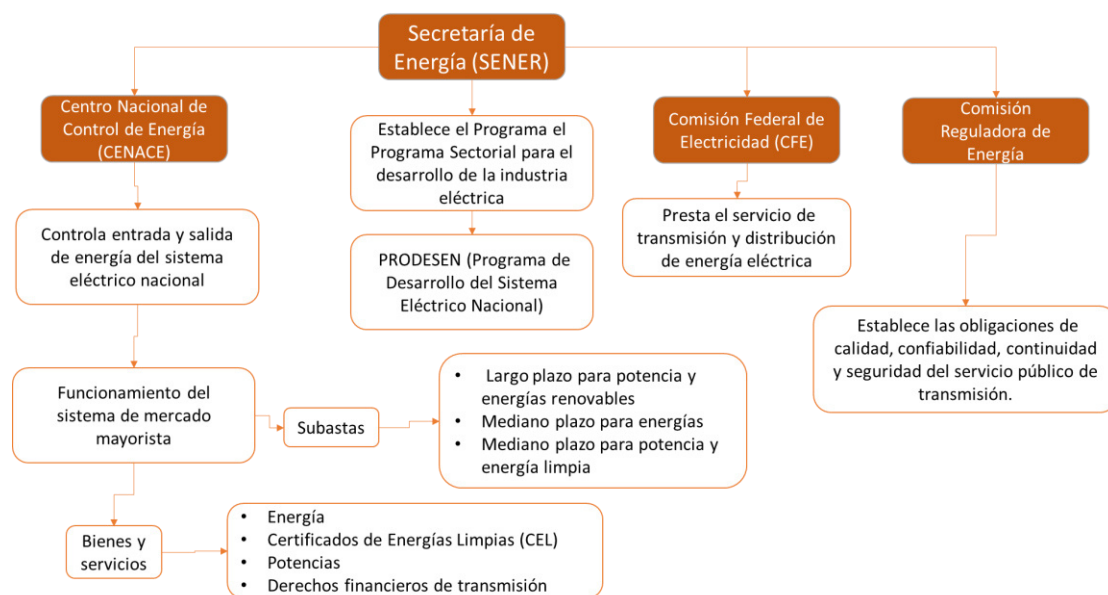 Secretaría de
Energía (SENER)
Centro Nacional de
Control de Energía
(CENACE)
Establece el Programa el
Programa Sectorial para el
desarrollo de la industria
eléctrica
Comisión Federal de
Electricidad (CFE)
Comisión
Reguladora de
Energía
Controla entrada y salida
de energía del sistema
eléctrico nacional
PRODESEN (Programa de
Desarrollo del Sistema
Eléctrico Nacional)
Presta el servicio de
transmisión y distribución
de energía eléctrica
Establece las obligaciones de
calidad, confiabilidad, continuidad
y seguridad del servicio público de
transmisión.
Funcionamiento del
sistema de mercado
mayorista
Subastas
• Largo plazo para potencia y
energías renovables
• Mediano plazo para energías
• Mediano plazo para potencia y
energía limpia
Bienes y
servicios
• Energía
• Certificados de Energías Limpias (CEL)
• Potencias
• Derechos financieros de transmisión